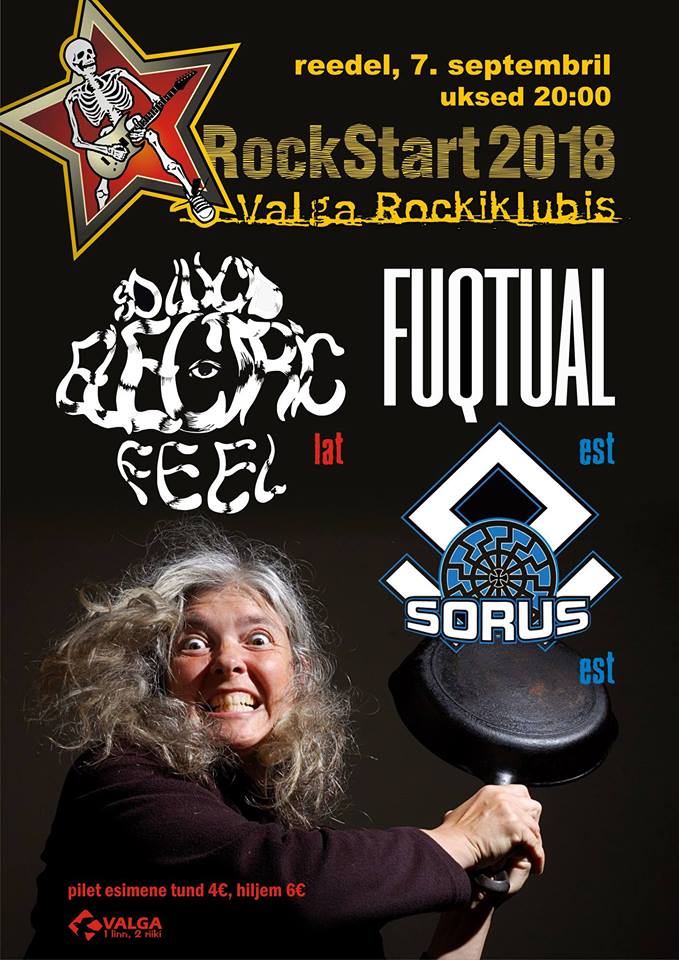 reedel, 7. septembril
uksed 20:00
RockStart 2018
Valga Rockiklubis
ELECTRIC
FEEL
lat
FUQTUAL
est
SORUS
est
pilet esimene tund 4€, hiljem 6€
VALGA
1 linn, 2 riiki